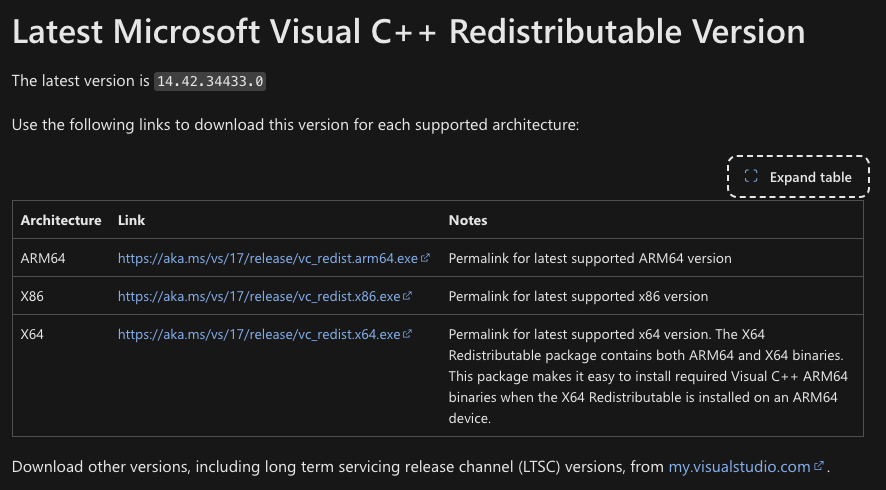 Latest Microsoft Visual C++ Redistributable Version
The latest version is 14.42.34433.0
Use the following links to download this version for each supported architecture:
Expand table
Architecture Link Notes
ARM64 https://aka.ms/vs/17/release/vc_redist.arm64.exe Permalink for latest supported ARM64 version
X86 https://aka.ms/vs/17/release/vc_redist.x86.exe Permalink for latest supported x86 version
X64 https://aka.ms/vs/17/release/vc_redist.x64.exe Permalink for latest supported x64 version. The X64
Redistributable package contains both ARM64 and X64 binaries.
This package makes it easy to install required Visual C++ ARM64
binaries when the X64 Redistributable is installed on an ARM64
device.
Download other versions, including long term servicing release channel (LTSC) versions, from my.visualstudio.com .